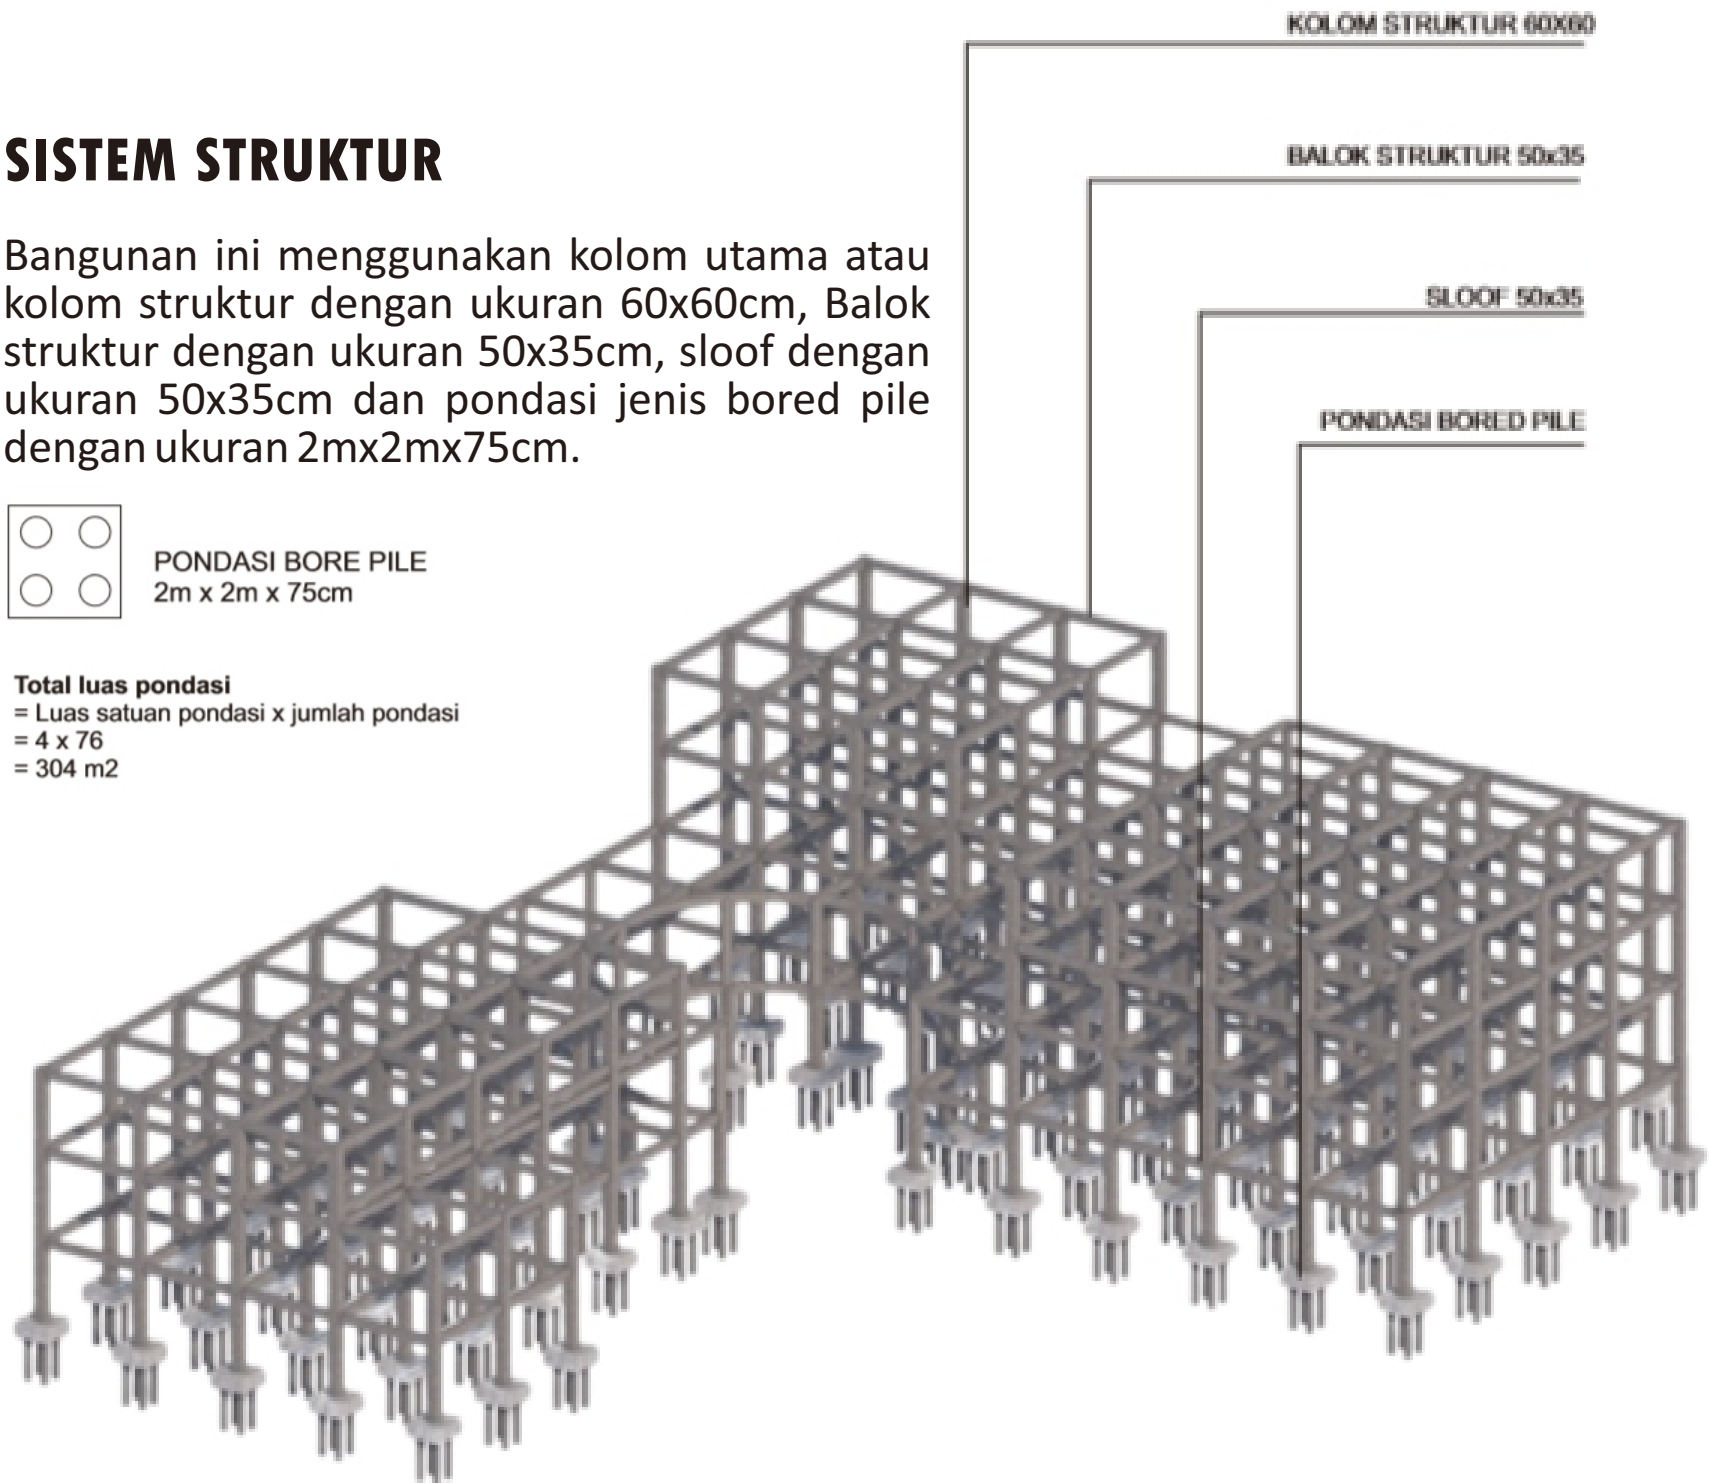 KOLOM STRUKTUR 60X60
BALOK STRUKTUR 50x35
SLOOF 50x35
PONDASI BORED PILE
SISTEM STRUKTUR
Bangunan ini menggunakan kolom utama atau
kolom struktur dengan ukuran 60x60cm, Balok
struktur dengan ukuran 50x35cm, sloof dengan
ukuran 50x35cm dan pondasi jenis bored pile
dengan ukuran 2mx2mx75cm.
PONDASI BORE PILE
2m x 2m x 75cm
Total luas pondasi
= Luas satuan pondasi x jumlah pondasi
= 4 x 76
= 304 m2